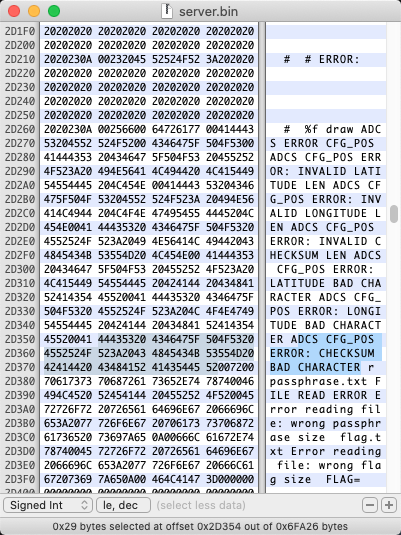 server.bin
2D1F0 20202020 20202020 20202020 20202020
2D200 20202020 20202020 20202020 20202020
2D210 2020230A 00232045 52524F52 3A202020 # # ERROR:
2D220 20202020 20202020 20202020 20202020
2D230 20202020 20202020 20202020 20202020
2D240 20202020 20202020 20202020 20202020
2D250 20202020 20202020 20202020 20202020
2D260 2020230A 00256600 64726177 00414443 # %f draw ADC
2D270 53204552 524F5200 4346475F 504F5300 S ERROR CFG_POS
2D280 41444353 20434647 5F504F53 20455252 ADCS CFG_POS ERR
2D290 4F523A20 494E5641 4C494420 4C415449 OR: INVALID LATI
2D2A0 54554445 204C454E 00414443 53204346 TUDE LEN ADCS CF
2D2B0 475F504F 53204552 524F523A 20494E56 G_POS ERROR: INV
2D2C0 414C4944 204C4F4E 47495455 4445204C ALID LONGITUDE L
2D2D0 454E0041 44435320 4346475F 504F5320 EN ADCS CFG_POS
2D2E0 4552524F 523A2049 4E56414C 49442043 ERROR: INVALID C
2D2F0 4845434B 53554D20 4C454E00 41444353 HECKSUM LEN ADCS
2D300 20434647 5F504F53 20455252 4F523A20 CFG_POS ERROR:
2D310 4C415449 54554445 20424144 20434841 LATITUDE BAD CHA
2D320 52414354 45520041 44435320 4346475F RACTER ADCS CFG_
2D330 504F5320 4552524F 523A204C 4F4E4749 POS ERROR: LONGI
2D340 54554445 20424144 20434841 52414354 TUDE BAD CHARACT
2D350 45520041 44435320 4346475F 504F5320 ER ADCS CFG_POS
2D360 4552524F 523A2043 4845434B 53554D20 ERROR: CHECKSUM
2D370 42414420 43484152 41435445 52007200 BAD CHARACTER r
2D380 70617373 70687261 73652E74 78740046 passphrase.txt F
2D390 494C4520 52454144 20455252 4F520045 ILE READ ERROR E
2D3A0 72726F72 20726561 64696E67 2066696C rror reading fil
2D3B0 653A2077 726F6E67 20706173 73706872 e: wrong passphr
2D3C0 61736520 73697A65 0A00666C 61672E74 ase size flag.t
2D3D0 78740045 72726F72 20726561 64696E67 xt Error reading
2D3E0 2066696C 653A2077 726F6E67 20666C61 file: wrong fla
2D3F0 67207369 7A650A00 464C4147 3D000000 g size FLAG=
2D400 00000000 00000000 00000000 00000000
Signed Int le, dec (select less data)
0x29 bytes selected at offset 0x2D354 out of 0x6FA26 bytes